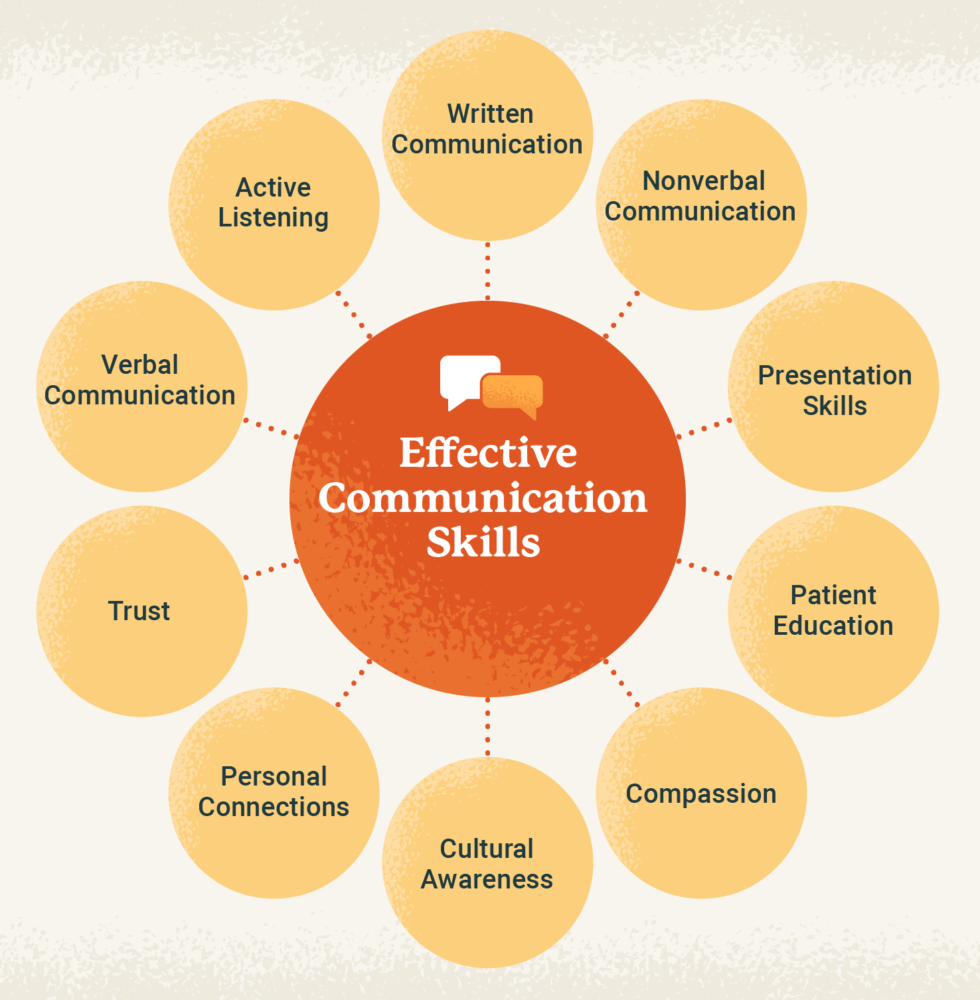 Written
Communication
Nonverbal
Communication
Presentation
Skills
Patient
Education
Compassion
Cultural
Awareness
Personal
Connections
Trust
Verbal
Communication
Active
Listening
Effective
Communication
Skills